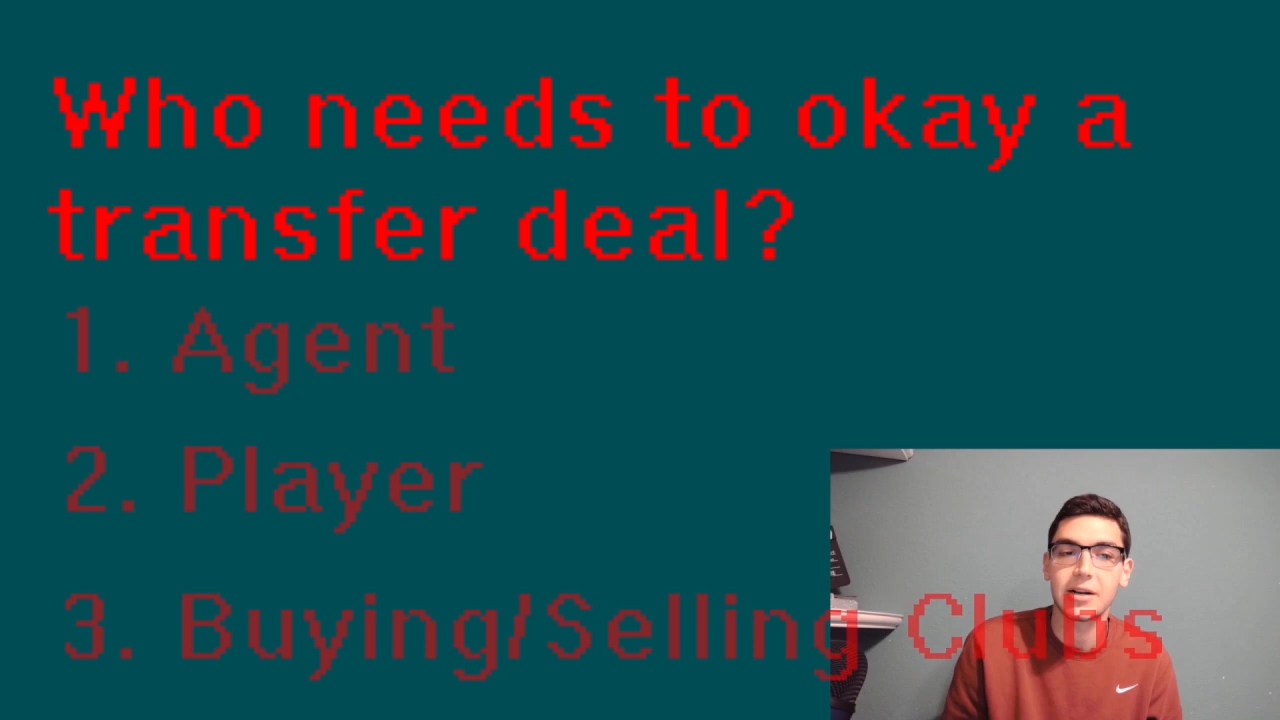 Who needs to okay a
transfer deal?
1. Agent
2. Player
3. Buying/Selling Clubs